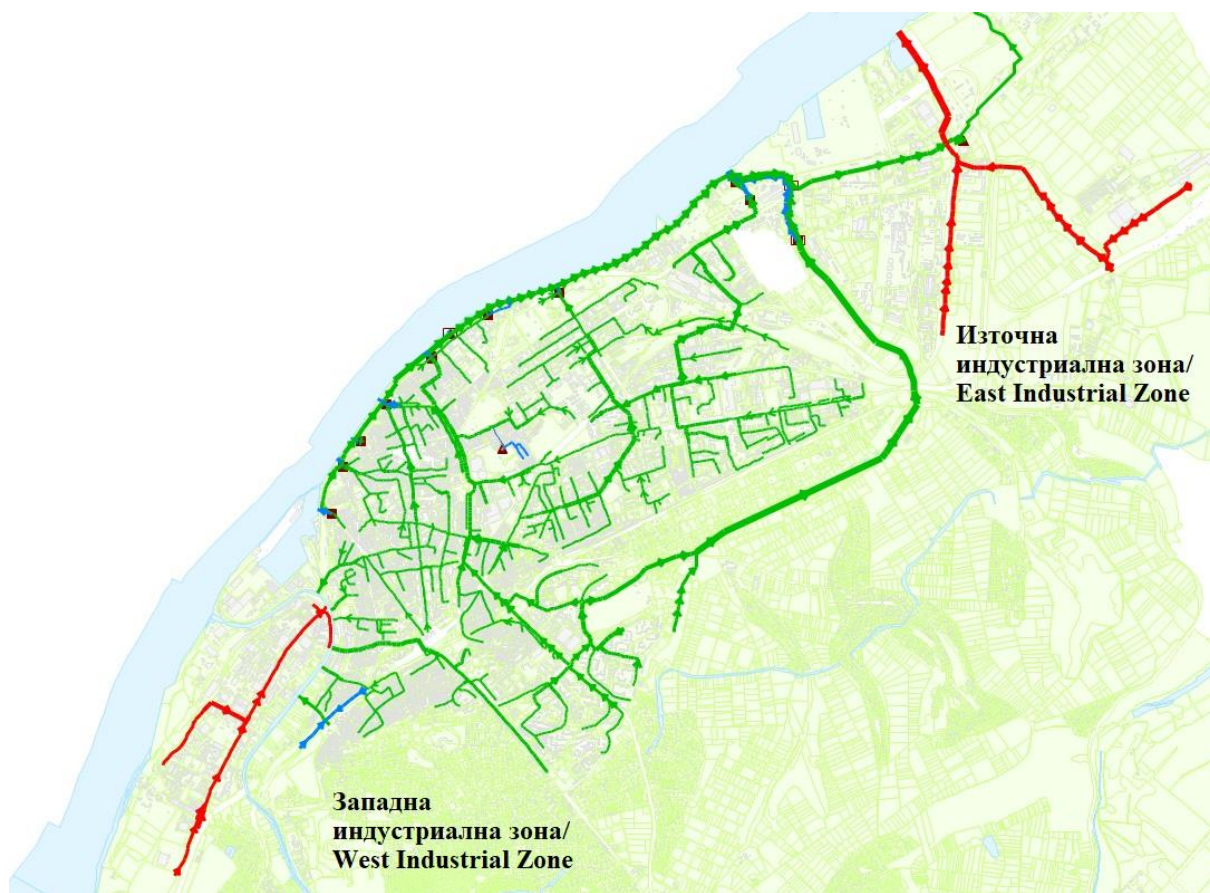 Източна
индустриална зона/
East Industrial Zone
Западна
индустриална зона/
West Industrial Zone